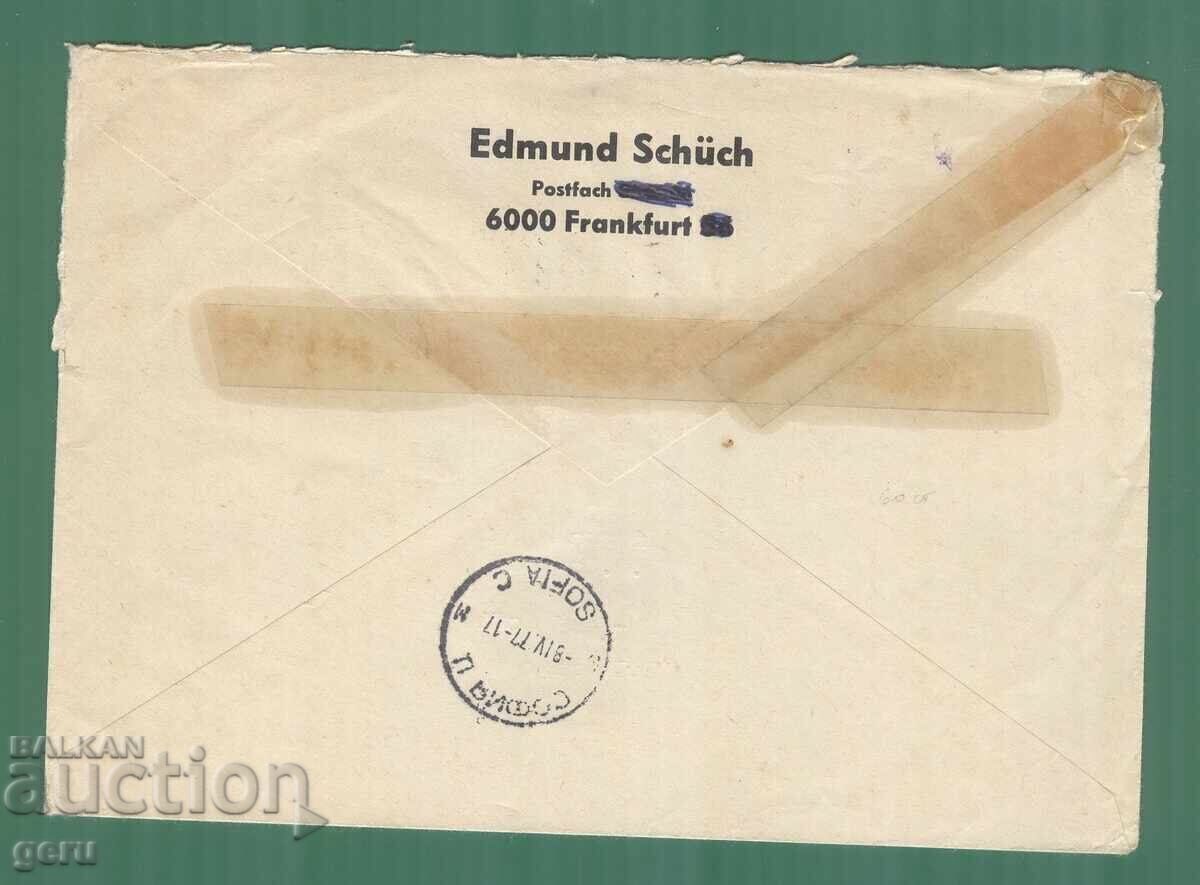 Edmund Schüch
Postfach
6000 Frankfurt
SOFIA C
-8.IV.77-17
M
СОФИЯ Ц
BALKAN
auction
geru